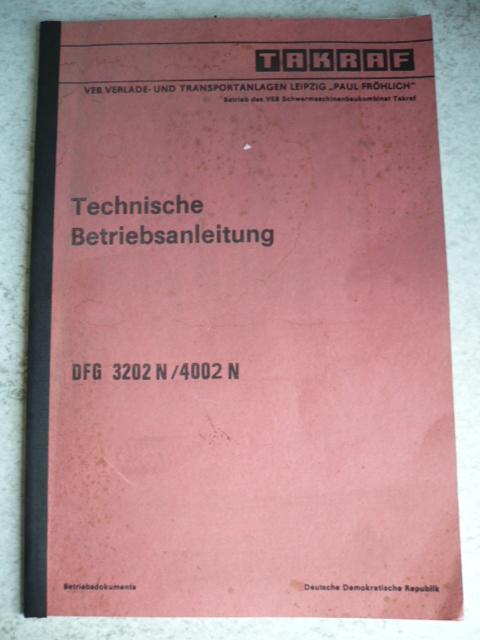 TAKRAF
VEB VERLADE- UND TRANSPORTANLAGEN LEIPZIG „PAUL FRÖHLICH"
Betrieb des VEB Schwermaschinenbaukombinat Takraf
Technische
Betriebsanleitung
DFG 3202 N/4002 N
Betriebsdokumente
Deutsche Demokratische Republik